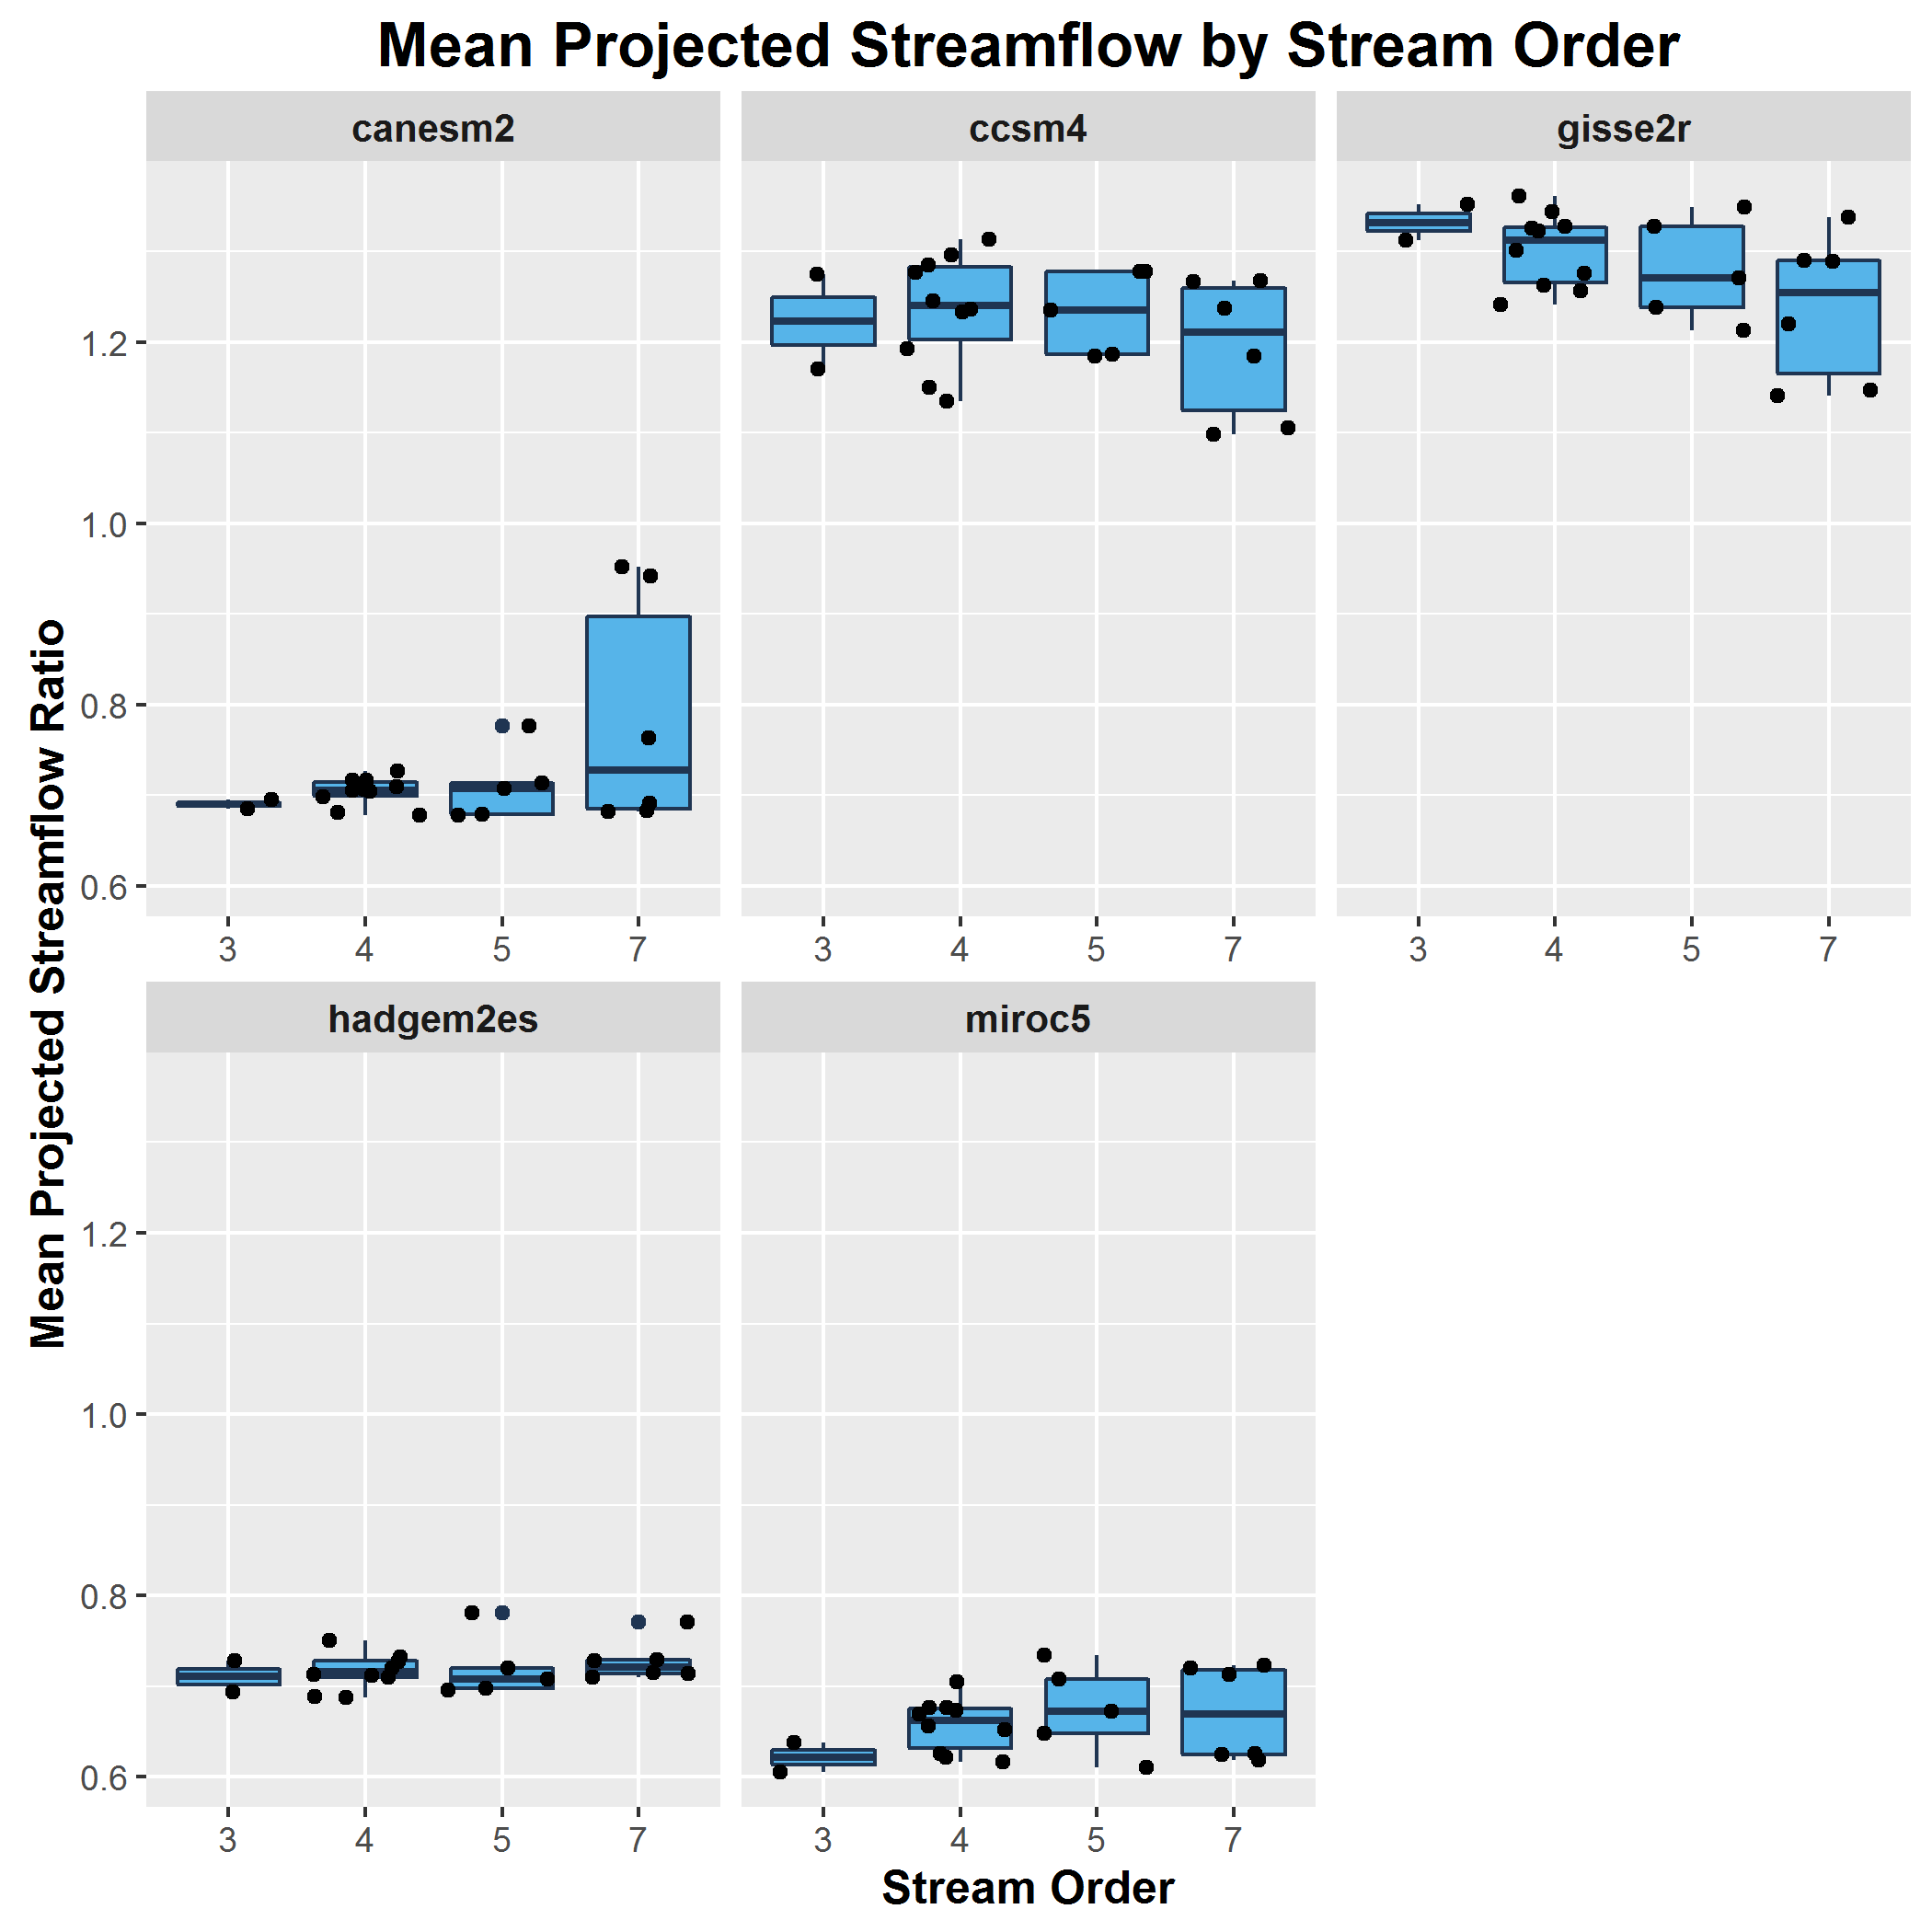 Mean Projected Streamflow by Stream Order
canesm2
ccsm4
gisse2r
Mean Projected Streamflow Ratio
1.2
1.0
0.8
0.6
3 4 5 7
3 4 5 7
3 4 5 7
hadgem2es
miroc5
1.2
1.0
0.8
0.6
3 4 5 7
3 4 5 7
Stream Order